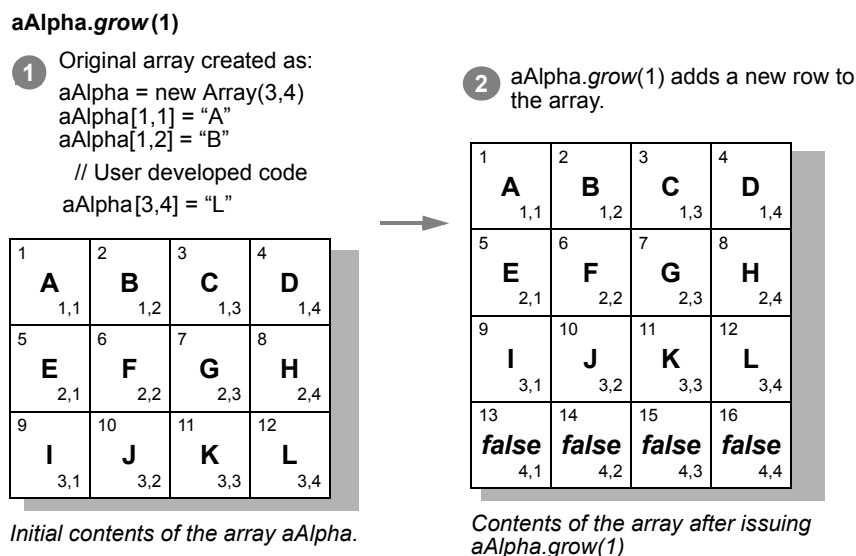 aAlpha.grow(1)
1
Original array created as:
aAlpha = new Array(3,4)
aAlpha[1,1] = “A”
aAlpha[1,2] = “B”
// User developed code
aAlpha[3,4] = “L”
1 2 3 4
A B C D
1,1 1,2 1,3 1,4
5 6 7 8
E F G H
2,1 2,2 2,3 2,4
9 10 11 12
I J K L
3,1 3,2 3,3 3,4
Initial contents of the array aAlpha.
2
aAlpha.grow(1) adds a new row to
the array.
1 2 3 4
A B C D
1,1 1,2 1,3 1,4
5 6 7 8
E F G H
2,1 2,2 2,3 2,4
9 10 11 12
I J K L
3,1 3,2 3,3 3,4
13 14 15 16
false false false false
4,1 4,2 4,3 4,4
Contents of the array after issuing
aAlpha.grow(1)